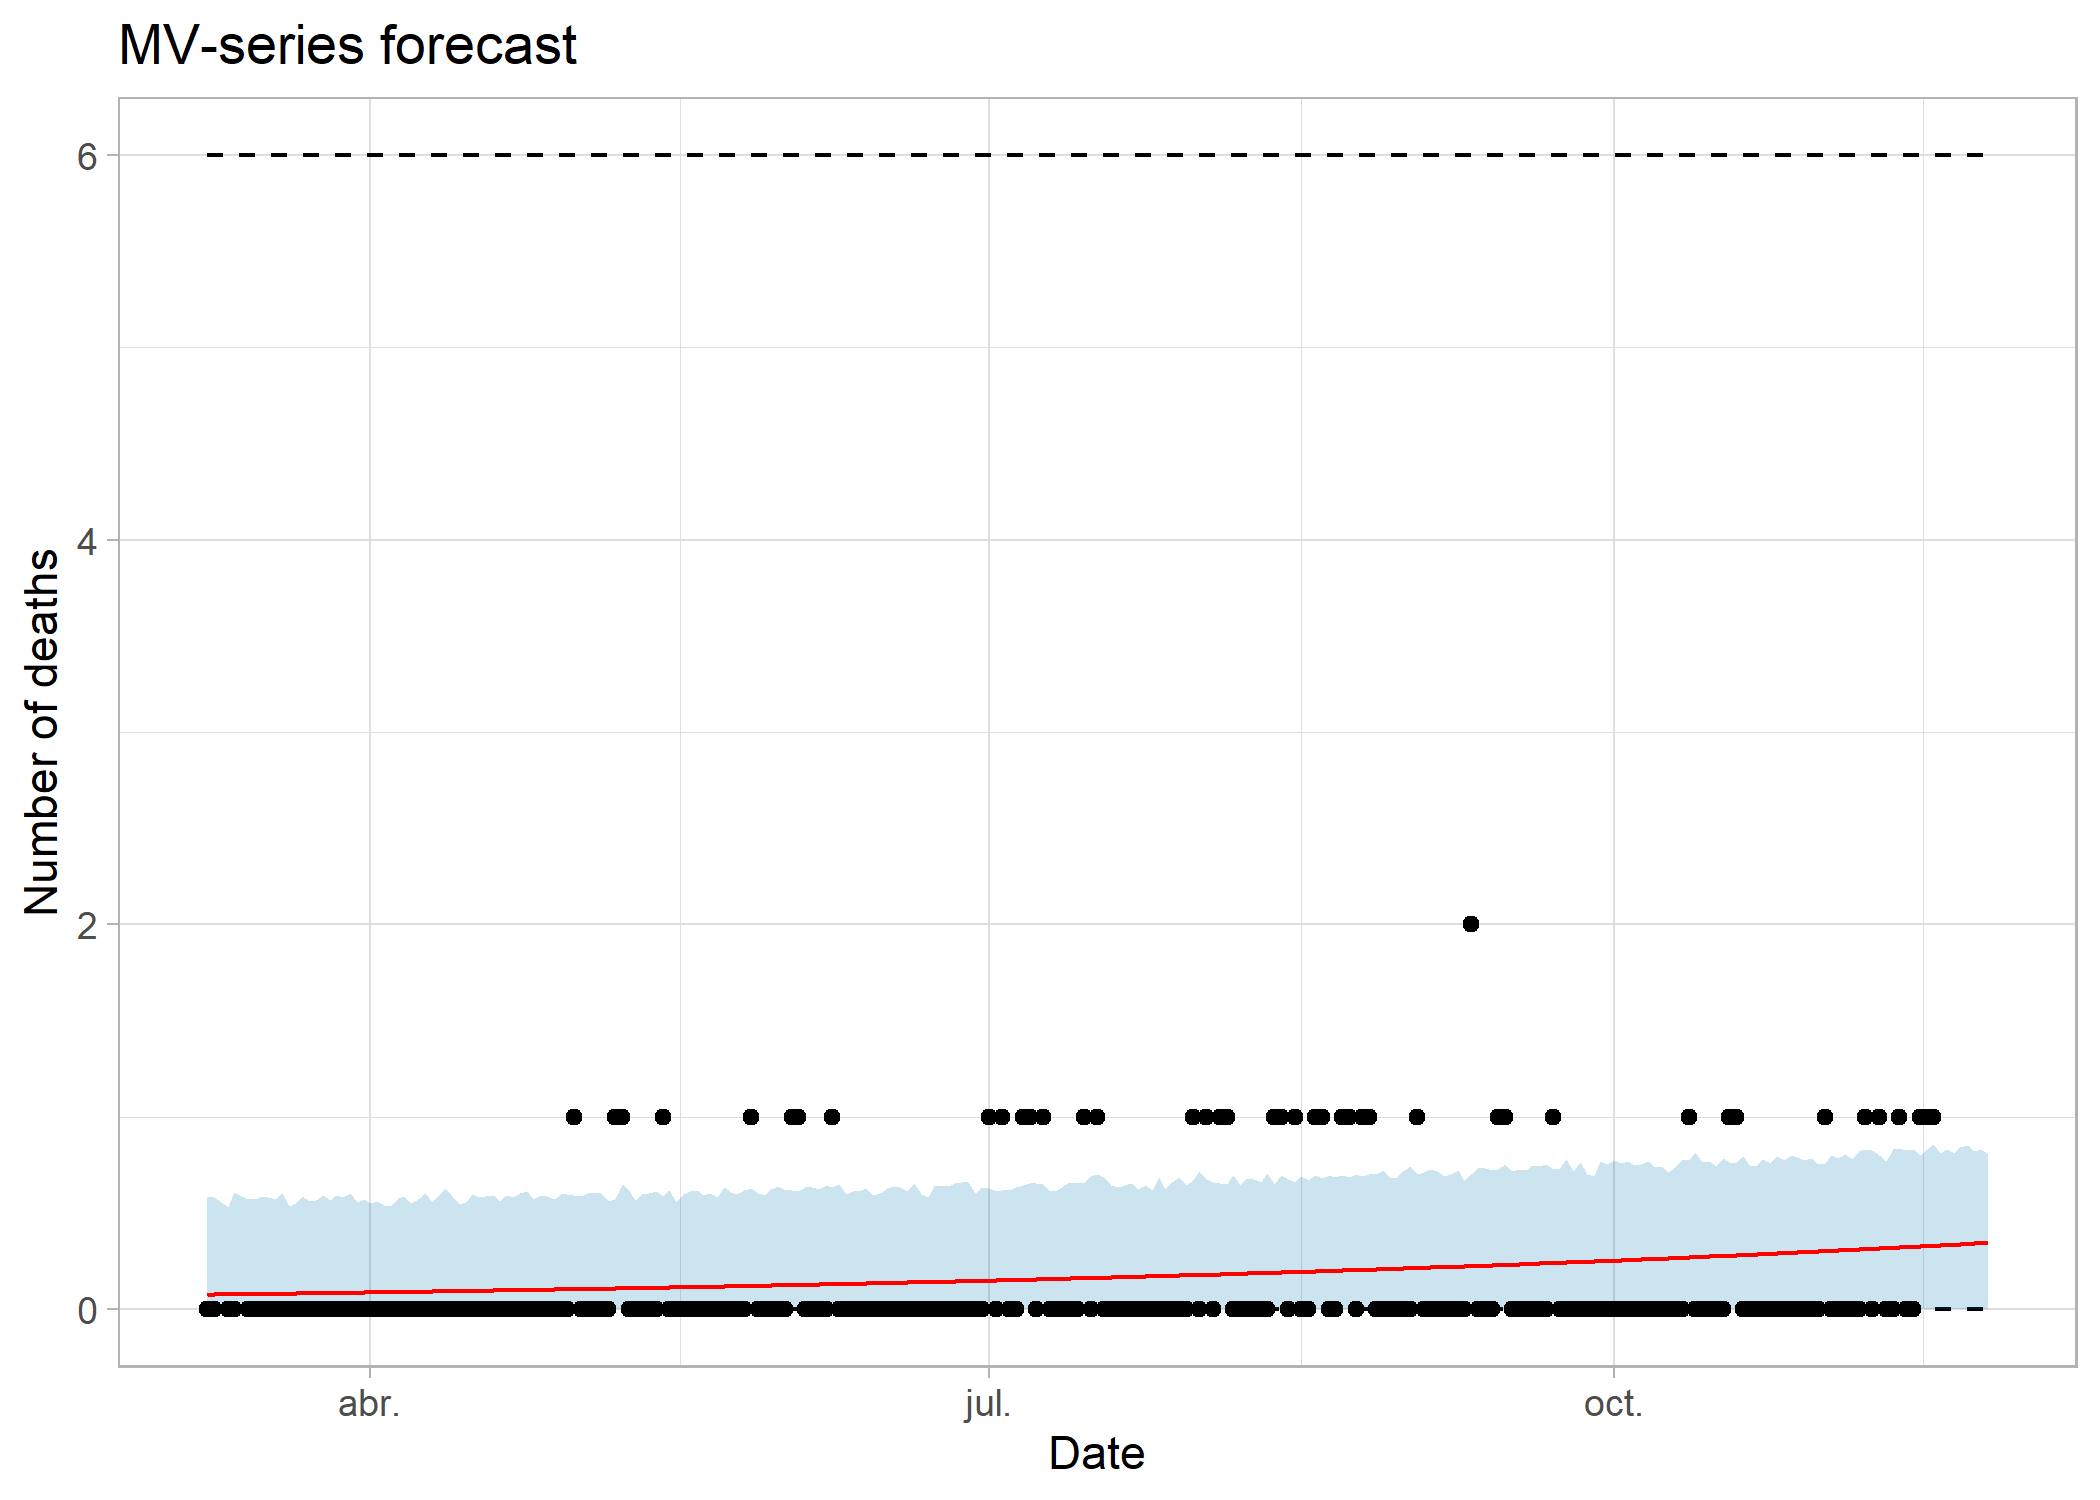 MV-series forecast
6
4
2
0
Number of deaths
abr.
jul.
oct.
Date